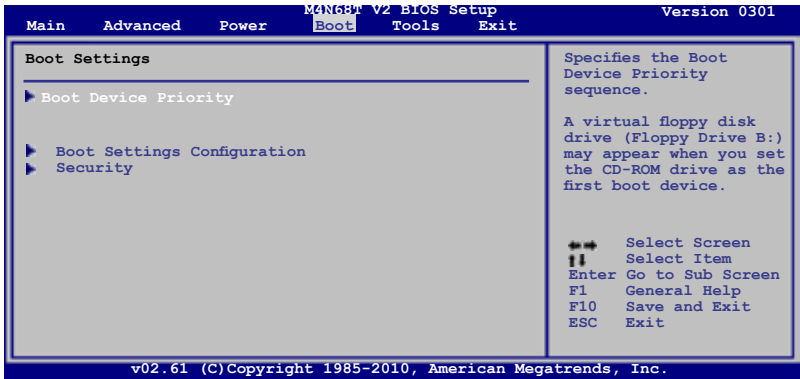 M4N68T V2 BIOS Setup Version 0301
Main Advanced Power Boot Tools Exit
Boot Settings
Boot Device Priority
Boot Settings Configuration
Security
Specifies the Boot
Device Priority
sequence.
A virtual floppy disk
drive (Floppy Drive B:)
may appear when you set
the CD-ROM drive as the
first boot device.
Select Screen
Select Item
Enter Go to Sub Screen
F1 General Help
F10 Save and Exit
ESC Exit
v02.61 (C)Copyright 1985-2010, American Megatrends, Inc.